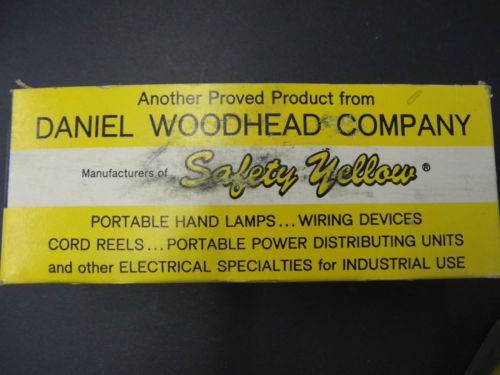 Another Proved Product from
DANIEL WOODHEAD COMPANY
Manufacturers of Safety Yellow ®
PORTABLE HAND LAMPS... WIRING DEVICES
CORD REELS... PORTABLE POWER DISTRIBUTING UNITS
and other ELECTRICAL SPECIALTIES for INDUSTRIAL USE